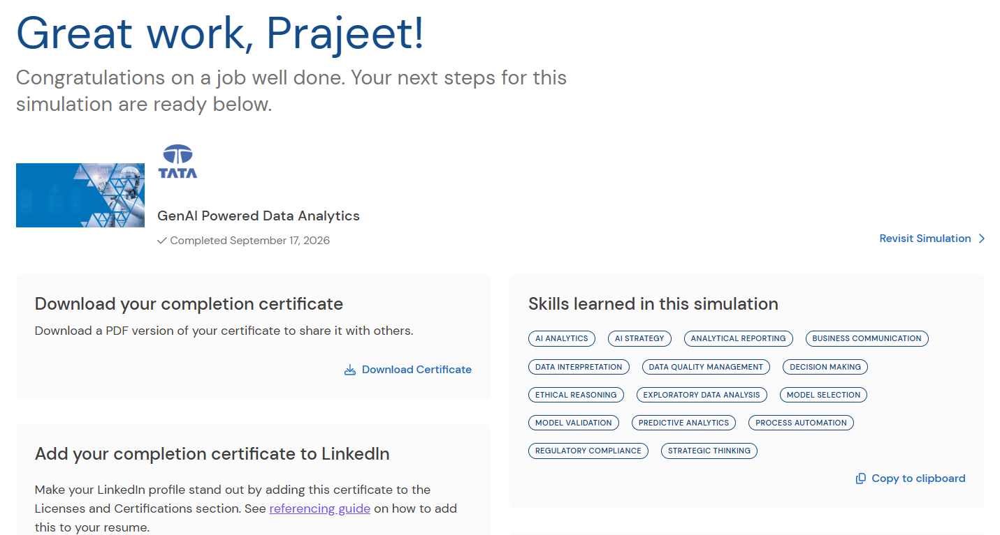 Great work, Prajeet!
Congratulations on a job well done. Your next steps for this
simulation are ready below.
TATA
GenAI Powered Data Analytics
Completed September 17, 2026
Revisit Simulation
Download your completion certificate
Download a PDF version of your certificate to share it with others.
Download Certificate
Add your completion certificate to LinkedIn
Make your LinkedIn profile stand out by adding this certificate to the
Licenses and Certifications section. See referencing guide on how to add
this to your resume.
Skills learned in this simulation
AI ANALYTICS AI STRATEGY ANALYTICAL REPORTING BUSINESS COMMUNICATION
DATA INTERPRETATION DATA QUALITY MANAGEMENT DECISION MAKING
ETHICAL REASONING EXPLORATORY DATA ANALYSIS MODEL SELECTION
MODEL VALIDATION PREDICTIVE ANALYTICS PROCESS AUTOMATION
REGULATORY COMPLIANCE STRATEGIC THINKING
Copy to clipboard